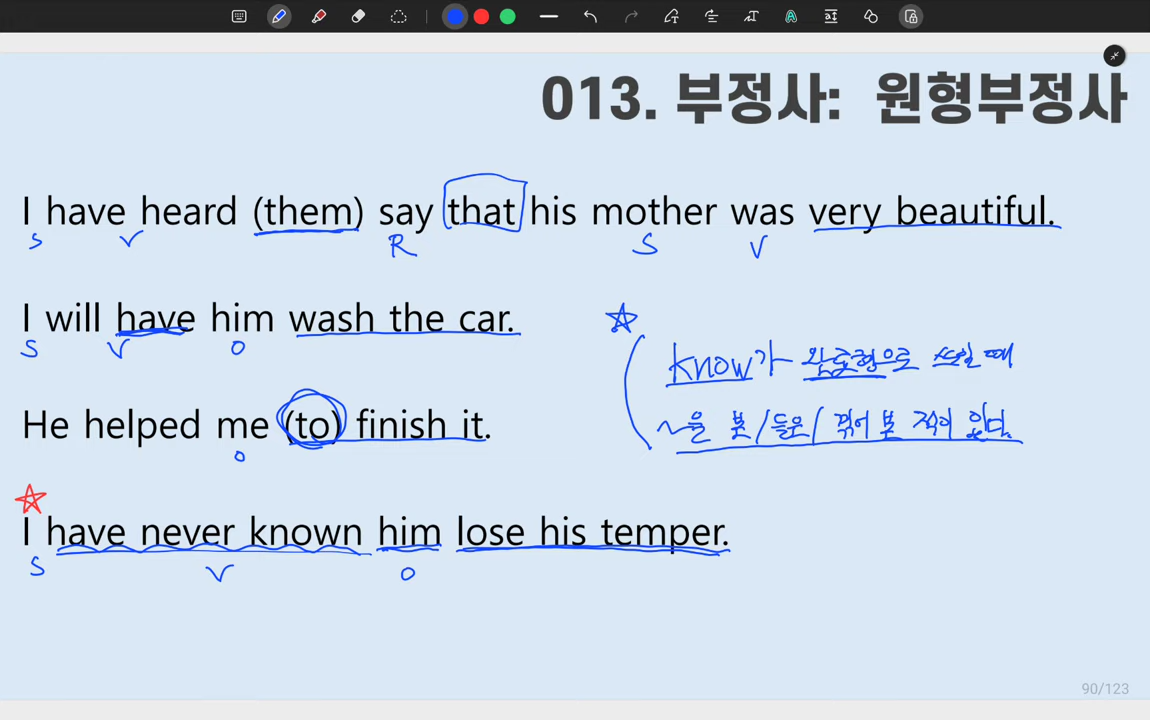 013. 부정사: 원형부정사
I have heard (them) say that his mother was very beautiful.
S V R S V
I will have him wash the car.
S V O
know가 완료형으로 쓰일 때
~을 본/들은/ 겪어 본 적이 있다.
He helped me (to) finish it.
O
I have never known him lose his temper.
S V O
90/123